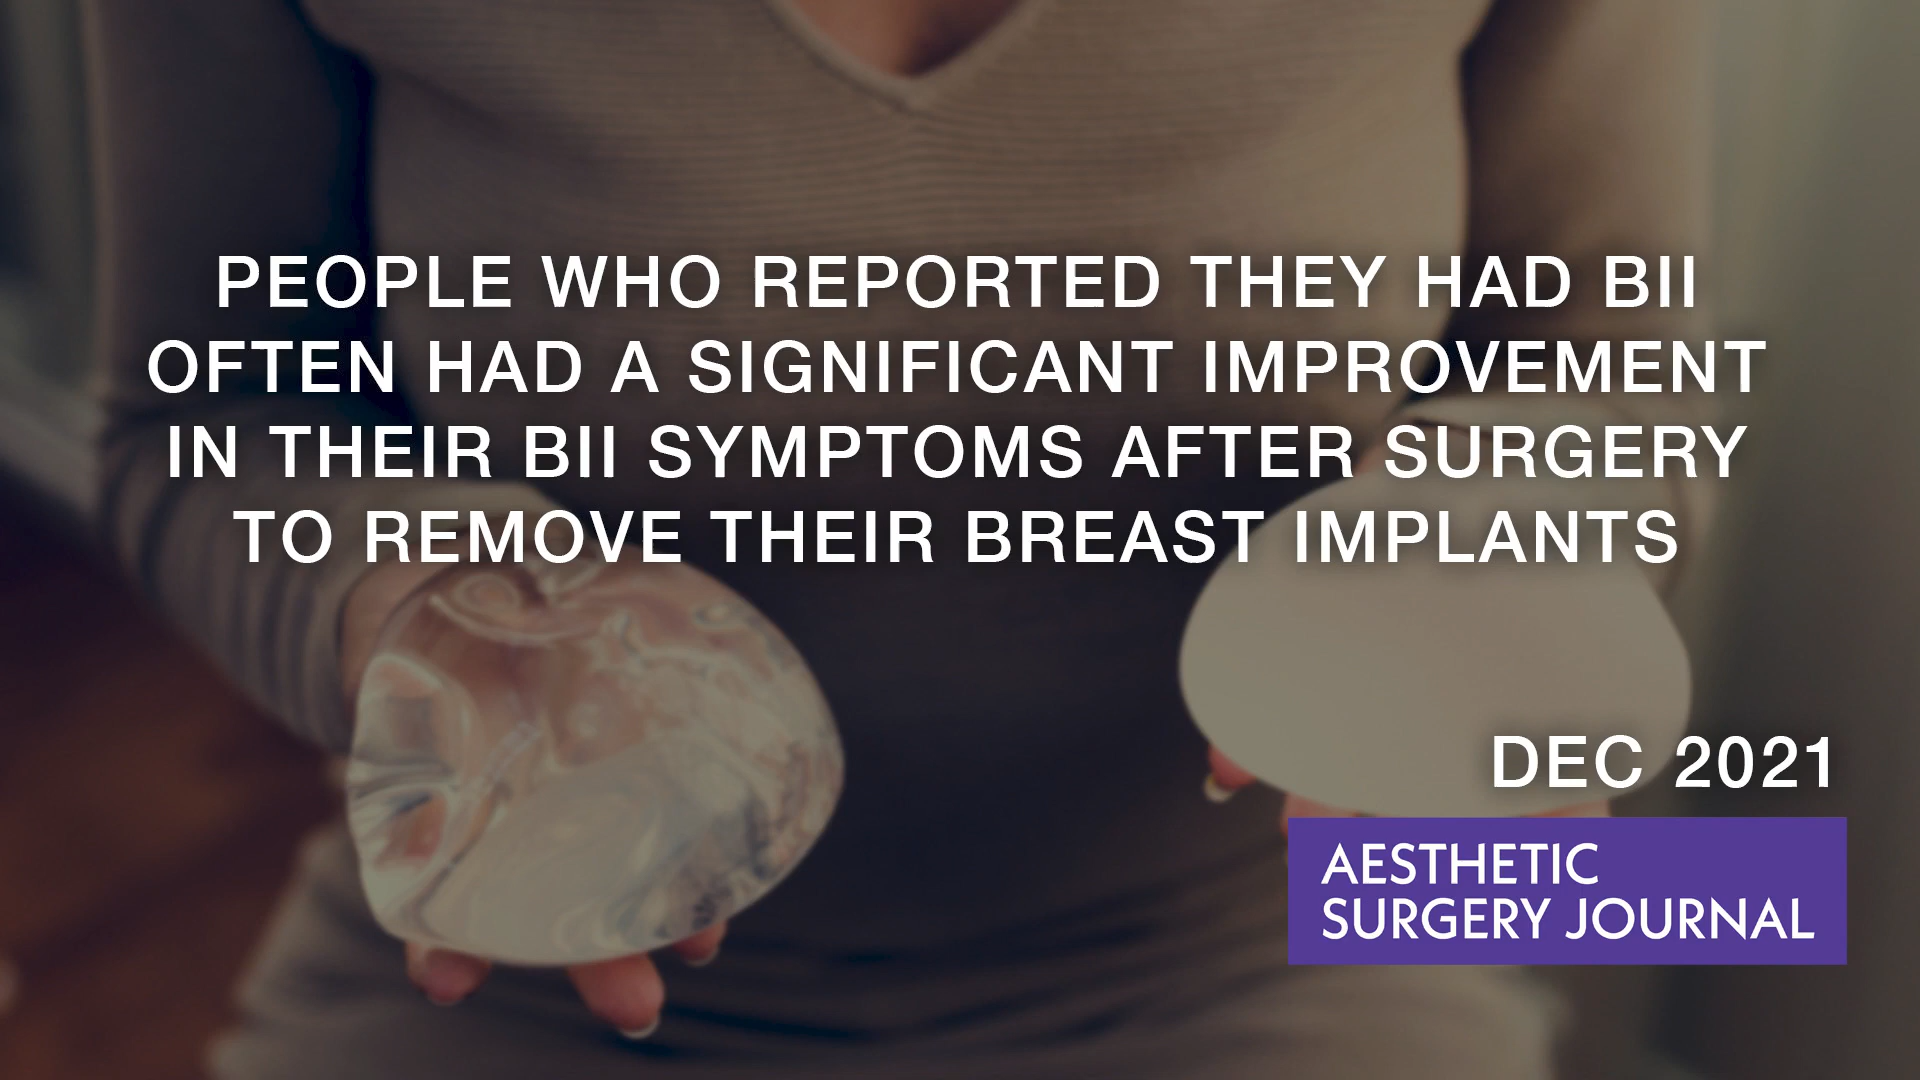 PEOPLE WHO REPORTED THEY HAD BII
OFTEN HAD A SIGNIFICANT IMPROVEMENT
IN THEIR BII SYMPTOMS AFTER SURGERY
TO REMOVE THEIR BREAST IMPLANTS
DEC 2021
AESTHETIC
SURGERY JOURNAL